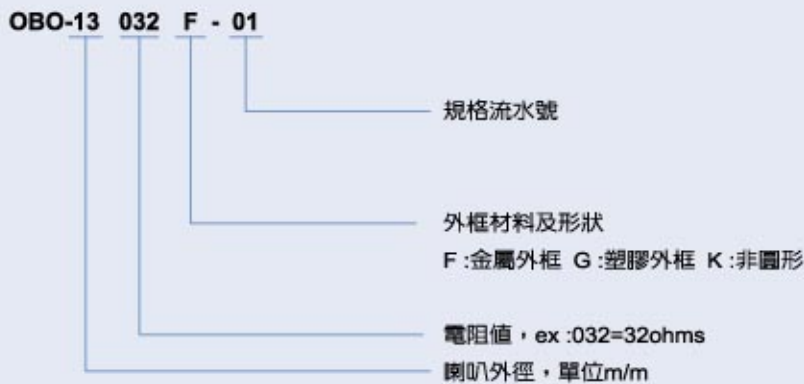 OBO-13 032 F - 01
規格流水號
外框材料及形狀
F :金屬外框 G :塑膠外框 K :非圓形
電阻值，ex :032=32ohms
喇叭外徑，單位m/m